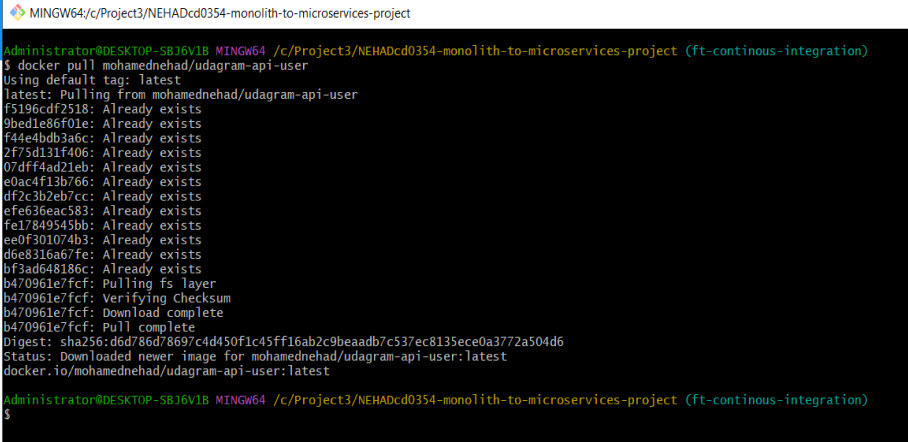 MINGW64:/c/Project3/NEHADcd0354-monolith-to-microservices-project
Administrator@DESKTOP-SBJ6V1B MINGW64 /c/Project3/NEHADcd0354-monolith-to-microservices-project (ft-continous-integration)
$ docker pull mohamednehad/udagram-api-user
Using default tag: latest
latest: Pulling from mohamednehad/udagram-api-user
f5196cdf2518: Already exists
9bed1e86f01e: Already exists
f44e4bdb3a6c: Already exists
2f75d131f406: Already exists
07dff4ad21eb: Already exists
e0ac4f13b766: Already exists
df2c3b2eb7cc: Already exists
efe636eac583: Already exists
fe17849545bb: Already exists
ee0f301074b3: Already exists
d6e8316a67fe: Already exists
bf3ad648186c: Already exists
b470961e7fcf: Pulling fs layer
b470961e7fcf: Verifying Checksum
b470961e7fcf: Download complete
b470961e7fcf: Pull complete
Digest: sha256:d6d786d78697c4d450f1c45ff16ab2c9beaadb7c537ec8135ece0a3772a504d6
Status: Downloaded newer image for mohamednehad/udagram-api-user:latest
docker.io/mohamednehad/udagram-api-user:latest
Administrator@DESKTOP-SBJ6V1B MINGW64 /c/Project3/NEHADcd0354-monolith-to-microservices-project (ft-continous-integration)
$